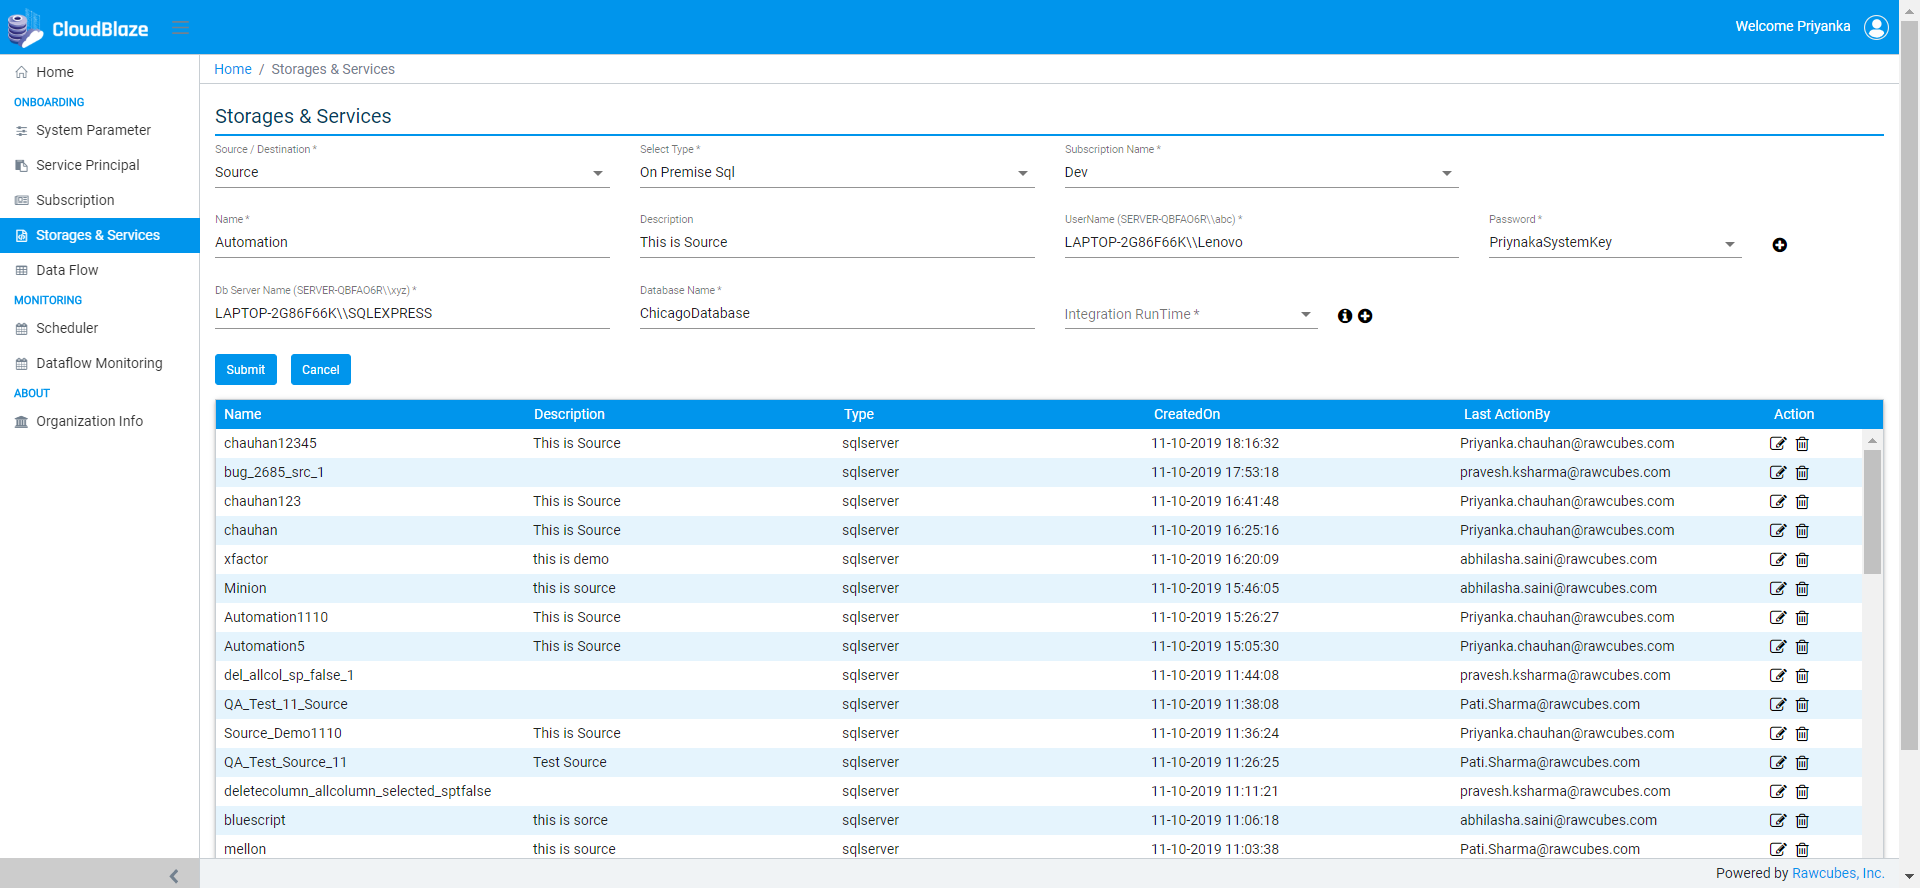 CloudBlaze
Welcome Priyanka
Home
ONBOARDING
System Parameter
Service Principal
Subscription
Storages & Services
Data Flow
MONITORING
Scheduler
Dataflow Monitoring
ABOUT
Organization Info
Home / Storages & Services
Storages & Services
Source / Destination * Select Type * Subscription Name *
Source On Premise Sql Dev
Name * Description UserName (SERVER-QBFAO6R\\abc) * Password *
Automation This is Source LAPTOP-2G86F66K\\Lenovo PriynakaSystemKey
Db Server Name (SERVER-QBFAO6R\\xyz) * Database Name *
LAPTOP-2G86F66K\\SQLEXPRESS ChicagoDatabase Integration RunTime *
Submit Cancel
Name Description Type CreatedOn Last ActionBy Action
chauhan12345 This is Source sqlserver 11-10-2019 18:16:32 Priyanka.chauhan@rawcubes.com
bug_2685_src_1 sqlserver 11-10-2019 17:53:18 pravesh.ksharma@rawcubes.com
chauhan123 This is Source sqlserver 11-10-2019 16:41:48 Priyanka.chauhan@rawcubes.com
chauhan This is Source sqlserver 11-10-2019 16:25:16 Priyanka.chauhan@rawcubes.com
xfactor this is demo sqlserver 11-10-2019 16:20:09 abhilasha.saini@rawcubes.com
Minion this is source sqlserver 11-10-2019 15:46:05 abhilasha.saini@rawcubes.com
Automation1110 This is Source sqlserver 11-10-2019 15:26:27 Priyanka.chauhan@rawcubes.com
Automation5 This is Source sqlserver 11-10-2019 15:05:30 Priyanka.chauhan@rawcubes.com
del_allcol_sp_false_1 sqlserver 11-10-2019 11:44:08 pravesh.ksharma@rawcubes.com
QA_Test_11_Source sqlserver 11-10-2019 11:38:08 Pati.Sharma@rawcubes.com
Source_Demo1110 This is Source sqlserver 11-10-2019 11:36:24 Priyanka.chauhan@rawcubes.com
QA_Test_Source_11 Test Source sqlserver 11-10-2019 11:26:25 Pati.Sharma@rawcubes.com
deletecolumn_allcolumn_selected_sptfalse sqlserver 11-10-2019 11:11:21 pravesh.ksharma@rawcubes.com
bluescript this is sorce sqlserver 11-10-2019 11:06:18 abhilasha.saini@rawcubes.com
mellon this is source sqlserver 11-10-2019 11:03:38 Pati.Sharma@rawcubes.com
Powered by Rawcubes, Inc.